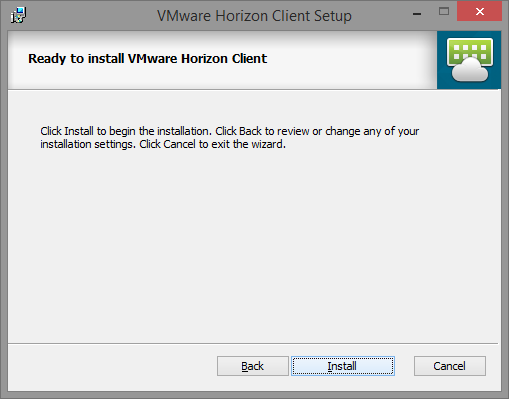 VMware Horizon Client Setup
Ready to install VMware Horizon Client
Click Install to begin the installation. Click Back to review or change any of your
installation settings. Click Cancel to exit the wizard.
Back
Install
Cancel